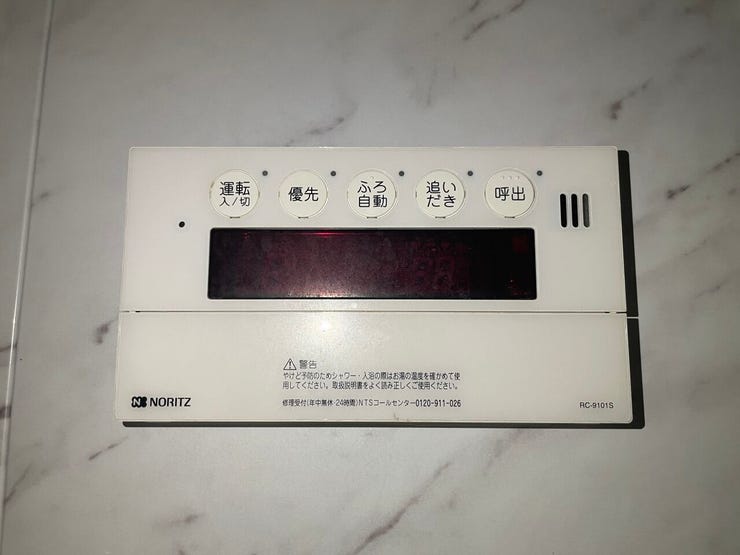 運転
入/切
優先
ふろ
自動
追い
だき
呼出
警告
やけど予防のためシャワー・入浴の際はお湯の温度を確かめて使
用してください。取扱説明書をよく読み正しくご使用ください。
修理受付(年中無休・24時間)NTSコールセンター0120-911-026
NORITZ
RC-9101S